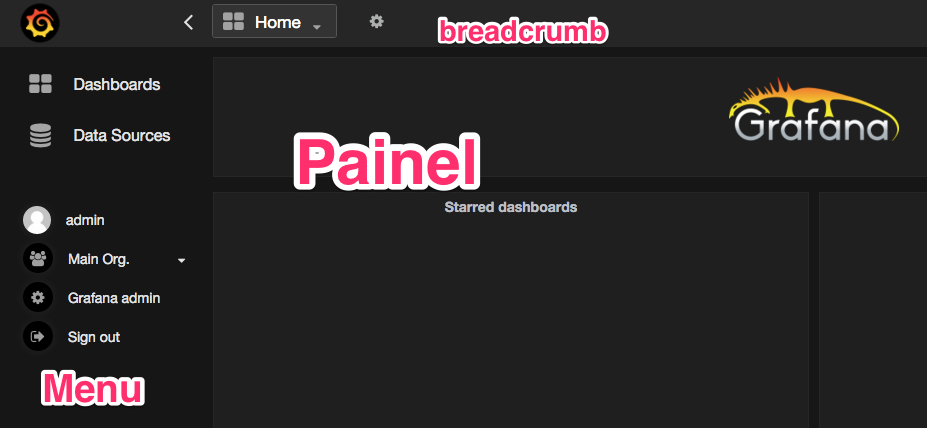 Home
breadcrumb
Dashboards
Data Sources
Grafana
Painel
Starred dashboards
admin
Main Org.
Grafana admin
Sign out
Menu